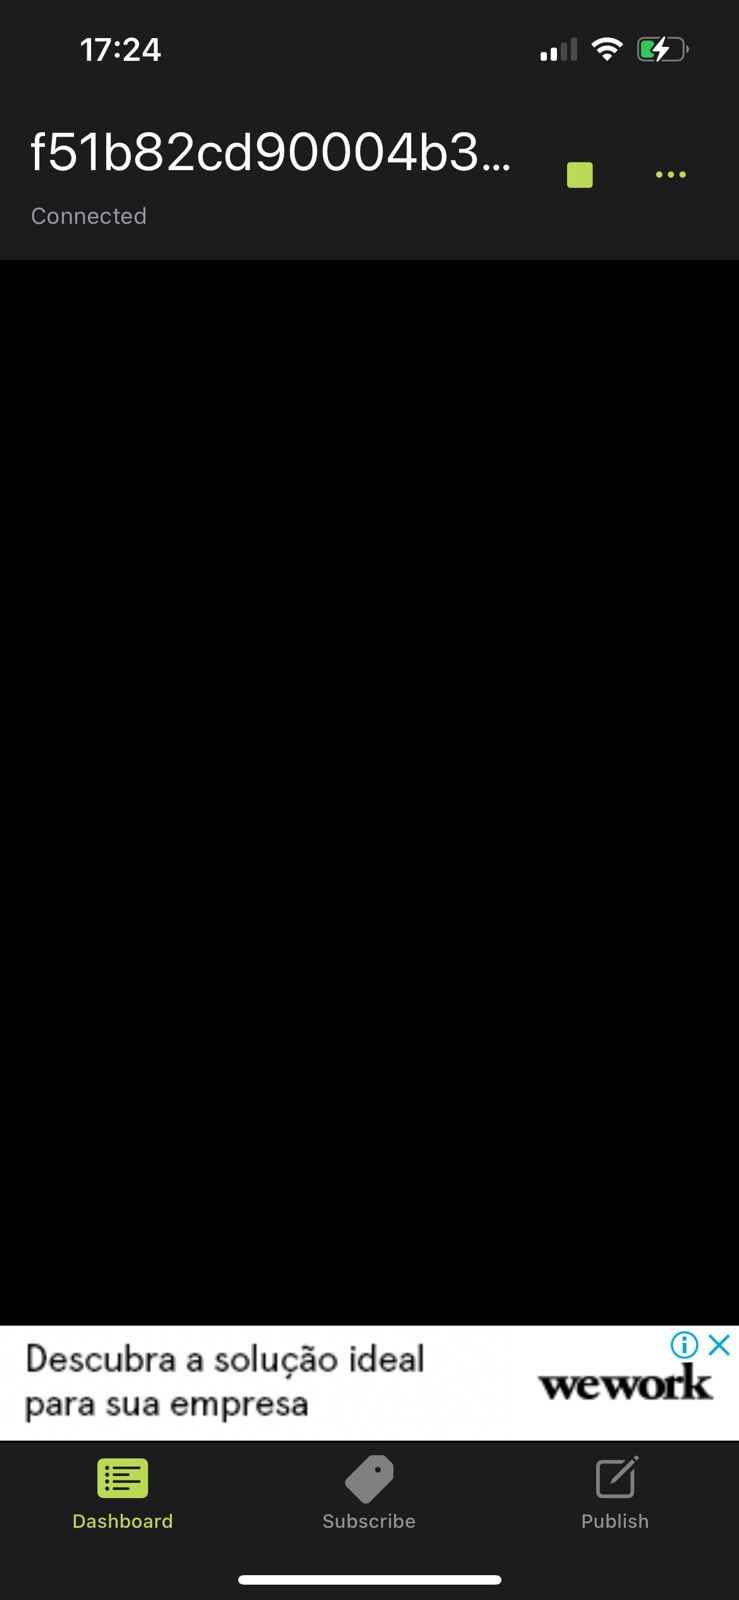 17:24
f51b82cd90004b3...
Connected
Descubra a solução ideal
para sua empresa
wework
Dashboard
Subscribe
Publish